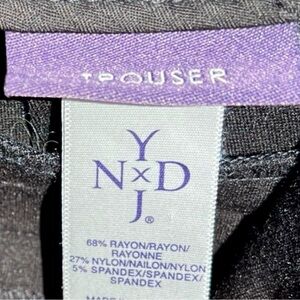 TROUSER
Y
N×D
J®
68% RAYON/RAYON/
RAYONNE
27% NYLON/NAILON/NYLON
5% SPANDEX/SPANDEX/
SPANDEX